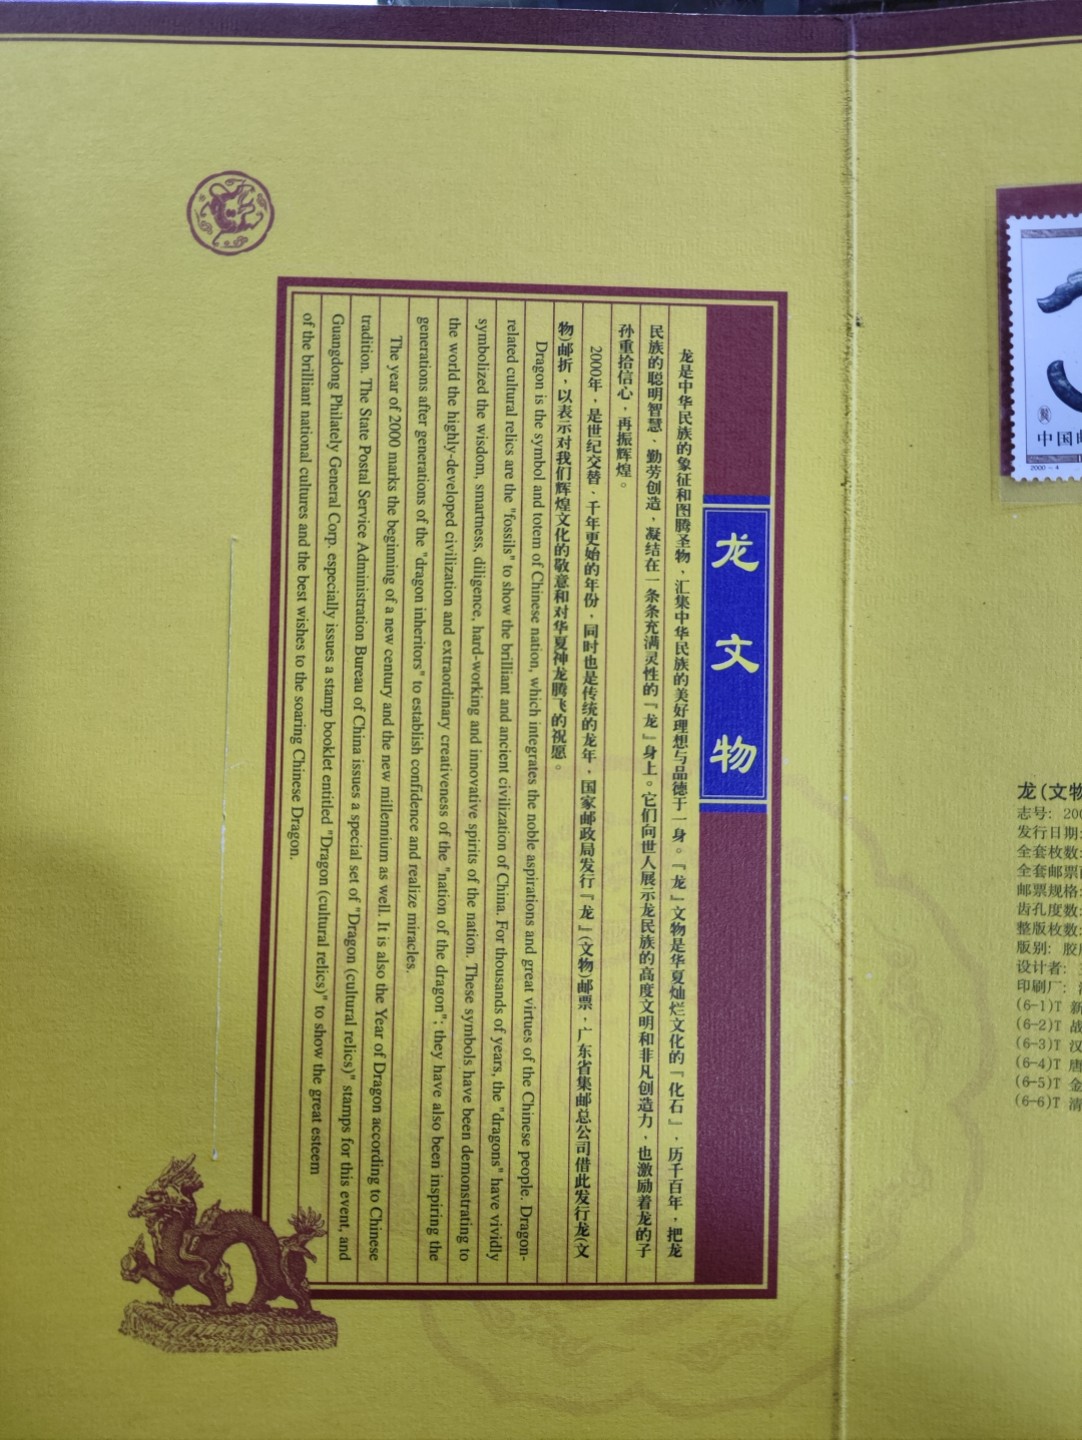 龙文物
龙是中华民族的象征和图腾圣物，汇集中华民族的美好理想与品德于一身。『龙』文物是华夏灿烂文化的『化石』，历千百年，把龙
民族的聪明智慧、勤劳创造，凝结在一条条充满灵性的『龙』身上。它们向世人展示龙民族的高度文明和非凡创造力，也激励着龙的子
孙重拾信心，再振辉煌。
2000年，是世纪交替、千年更始的年份，同时也是传统的龙年，国家邮政局发行『龙』(文物)邮票，广东省集邮总公司借此发行龙(文
物)邮折，以表示对我们辉煌文化的敬意和对华夏神龙腾飞的祝愿。
Dragon is the symbol and totem of Chinese nation, which integrates the noble aspirations and great virtues of the Chinese people. Dragon-
related cultural relics are the "fossils" to show the brilliant and ancient civilization of China. For thousands of years, the "dragons" have vividly
symbolized the wisdom, smartness, diligence, hard-working and innovative spirits of the nation. These symbols have been demonstrating to
the world the highly-developed civilization and extraordinary creativeness of the "nation of the dragon"; they have also been inspiring the
generations after generations of the "dragon inheritors" to establish confidence and realize miracles.
The year of 2000 marks the beginning of a new century and the new millennium as well. It is also the Year of Dragon according to Chinese
tradition. The State Postal Service Administration Bureau of China issues a special set of "Dragon (cultural relics)" stamps for this event, and
Guangdong Philately General Corp. especially issues a stamp booklet entitled "Dragon (cultural relics)" to show the great esteem
of the brilliant national cultures and the best wishes to the soaring Chinese Dragon.
中国
2000-4
龙(文物
志号: 200
发行日期:
全套枚数:
全套邮票
邮票规格:
齿孔度数:
整版枚数:
版别: 胶
设计者:
印刷厂:
(6-1)T 新
(6-2)T 战
(6-3)T 汉
(6-4)T 唐
(6-5)T 金
(6-6)T 清